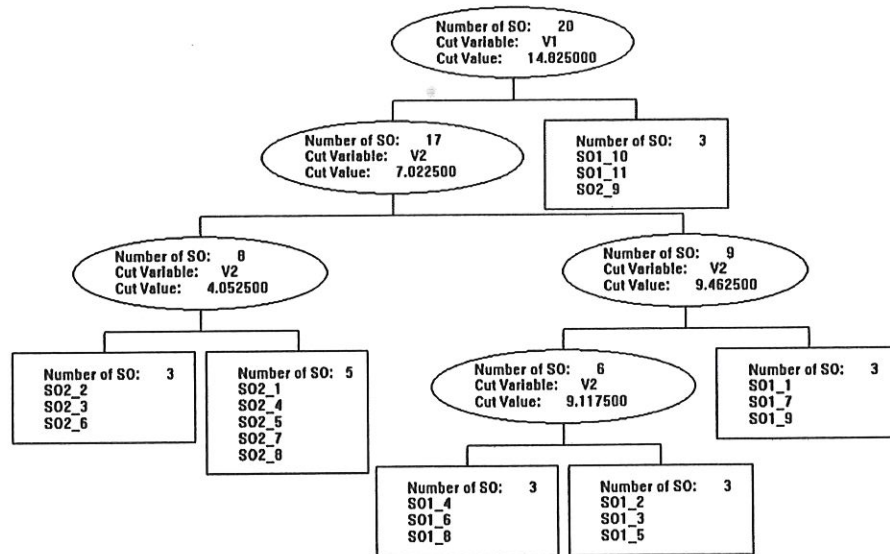 Number of SO: 20
Cut Variable: V1
Cut Value: 14.825000
Number of SO: 17
Cut Variable: V2
Cut Value: 7.022500
Number of SO: 3
SO1_10
SO1_11
SO2_9
Number of SO: 8
Cut Variable: V2
Cut Value: 4.052500
Number of SO: 9
Cut Variable: V2
Cut Value: 9.462500
Number of SO: 3
SO2_2
SO2_3
SO2_6
Number of SO: 5
SO2_1
SO2_4
SO2_5
SO2_7
SO2_8
Number of SO: 6
Cut Variable: V2
Cut Value: 9.117500
Number of SO: 3
SO1_1
SO1_7
SO1_9
Number of SO: 3
SO1_4
SO1_6
SO1_8
Number of SO: 3
SO1_2
SO1_3
SO1_5